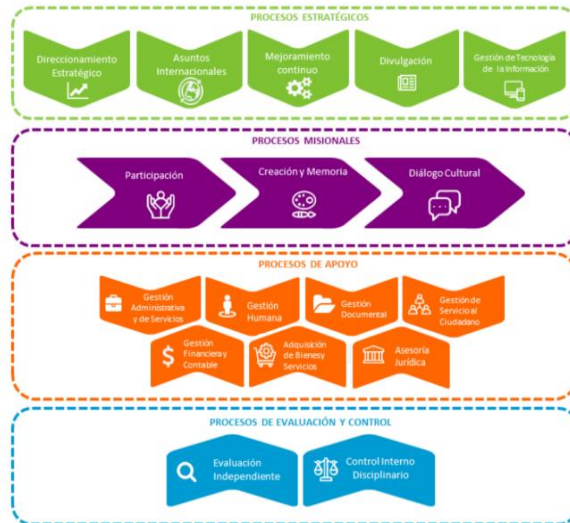 PROCESOS ESTRATÉGICOS
Direccionamiento
Estratégico
Asuntos
Internacionales
Mejoramiento
continuo
Divulgación
Gestión de Tecnología
de la Información
PROCESOS MISIONALES
Participación
Creación y Memoria
Diálogo Cultural
PROCESOS DE APOYO
Gestión
Administrativa
y de Servicios
Gestión
Humana
Gestión
Documental
Gestión de
Servicio al
Ciudadano
Gestión
Financiera y
Contable
Adquisición
de Bienes y
Servicios
Asesoría
Jurídica
PROCESOS DE EVALUACIÓN Y CONTROL
Evaluación
Independiente
Control Interno
Disciplinario